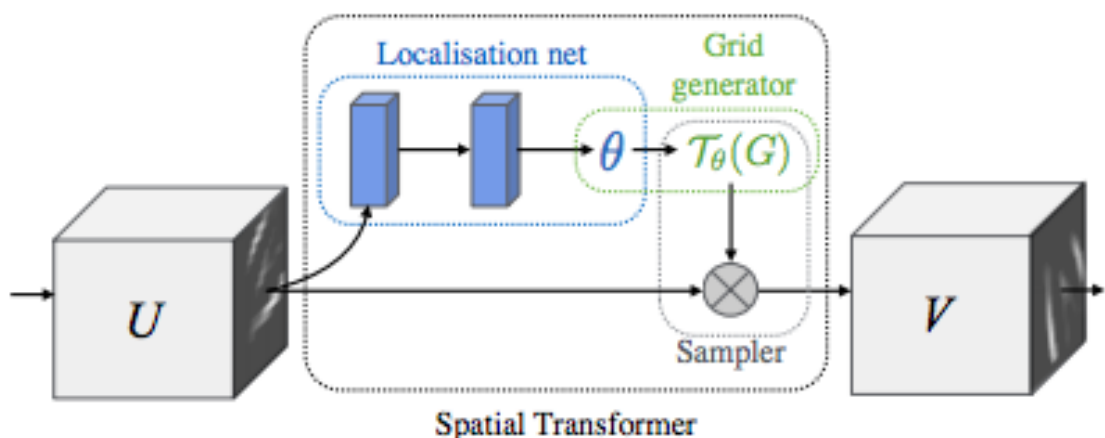 Localisation net
Grid
generator
θ
𝒯θ(G)
U
V
Sampler
Spatial Transformer